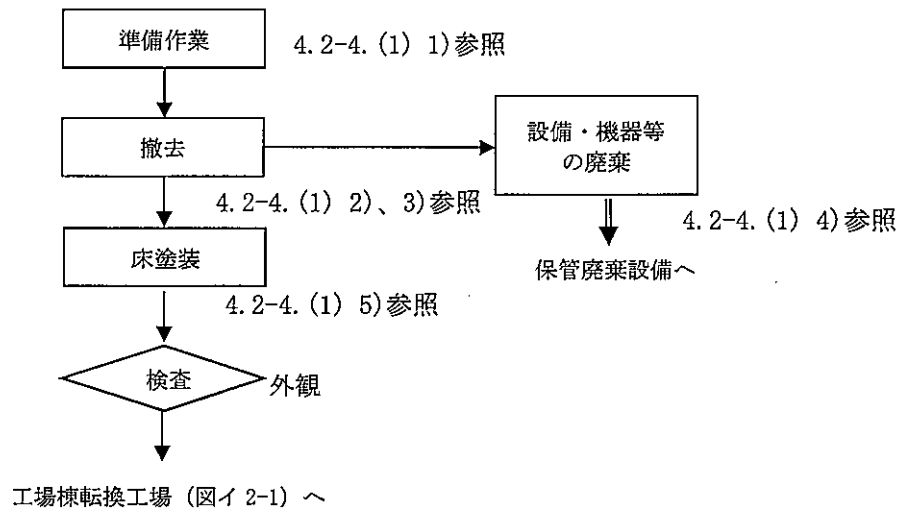 準備作業
4.2-4.(1) 1)参照
撤去
設備・機器等
の廃棄
4.2-4.(1) 2)、3)参照
4.2-4.(1) 4)参照
床塗装
保管廃棄設備へ
4.2-4.(1) 5)参照
検査
外観
工場棟転換工場（図イ 2-1）へ